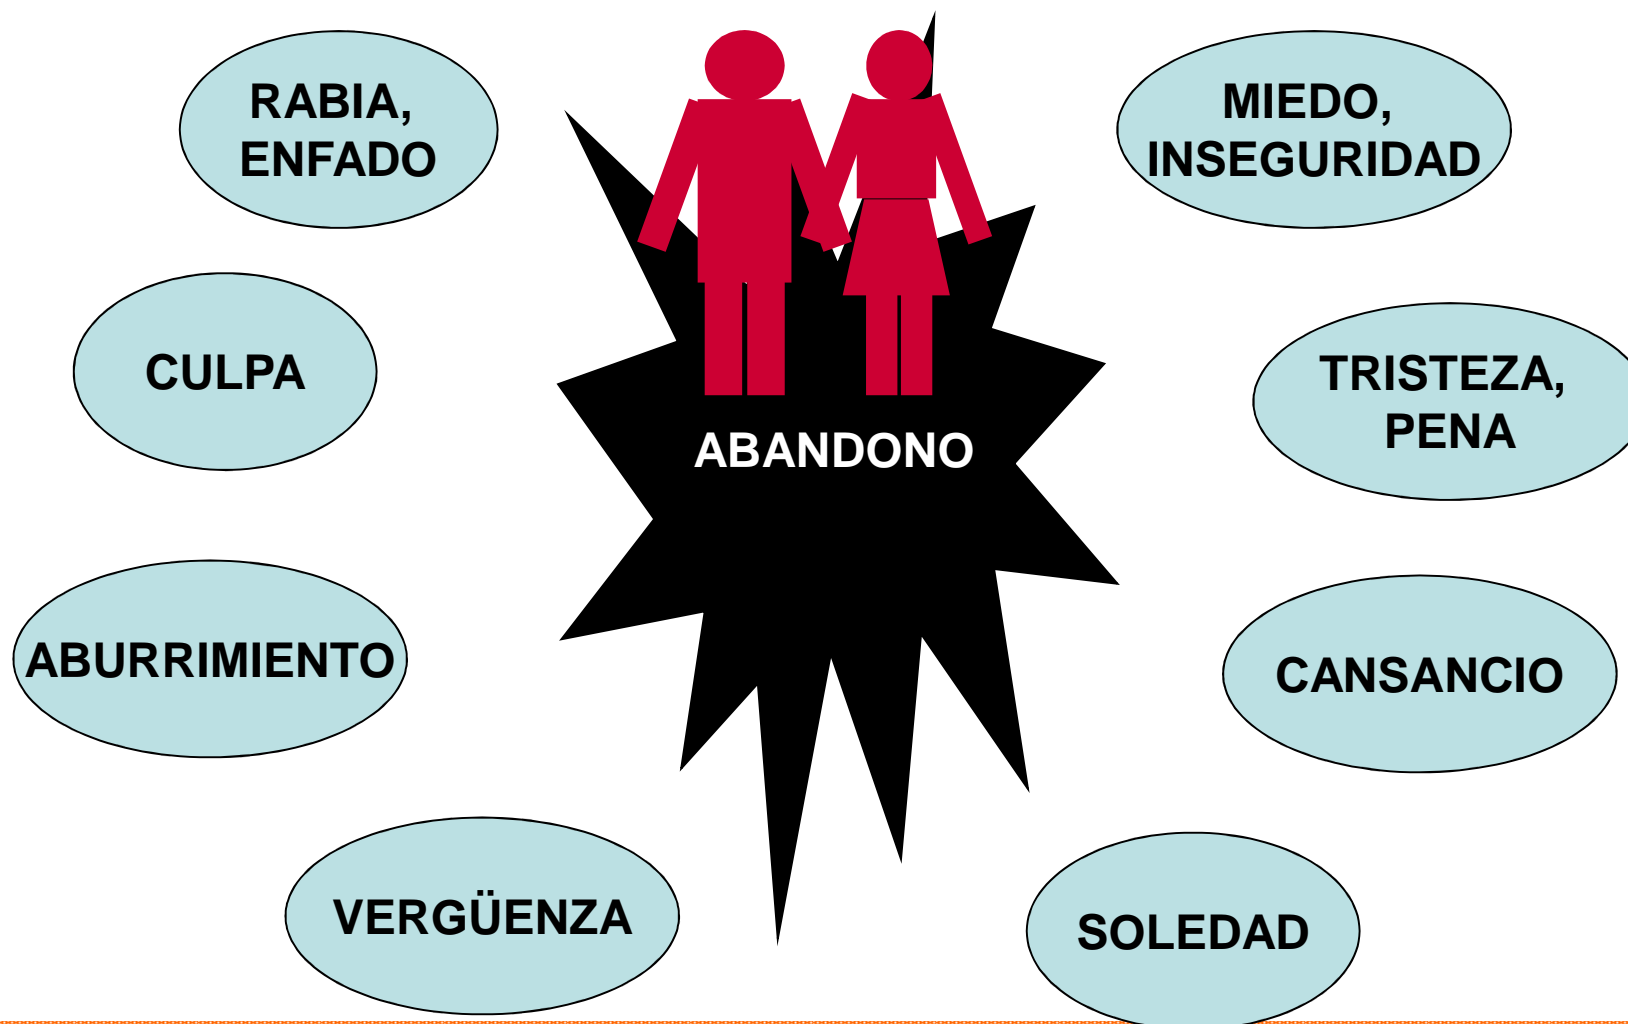 RABIA,
ENFADO
MIEDO,
INSEGURIDAD
CULPA
TRISTEZA,
PENA
ABANDONO
ABURRIMIENTO
CANSANCIO
VERGÜENZA
SOLEDAD